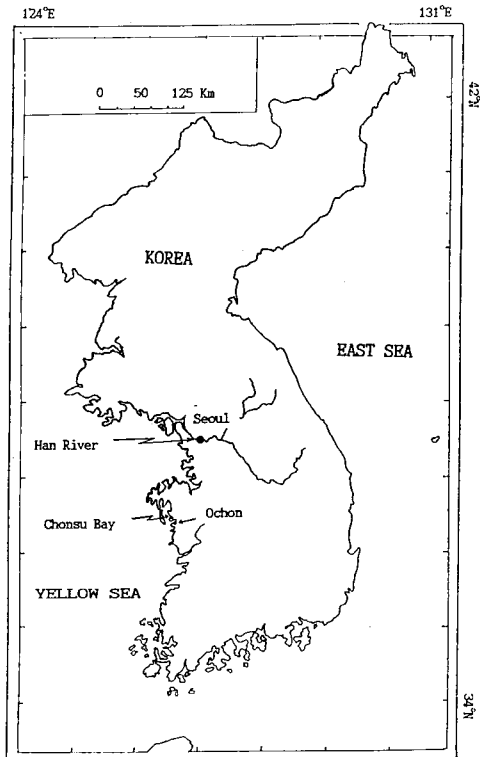 124°E
131°E
0 50 125 Km
42°N
KOREA
EAST SEA
Seoul
Han River
Chonsu Bay
Ochon
YELLOW SEA
34°N